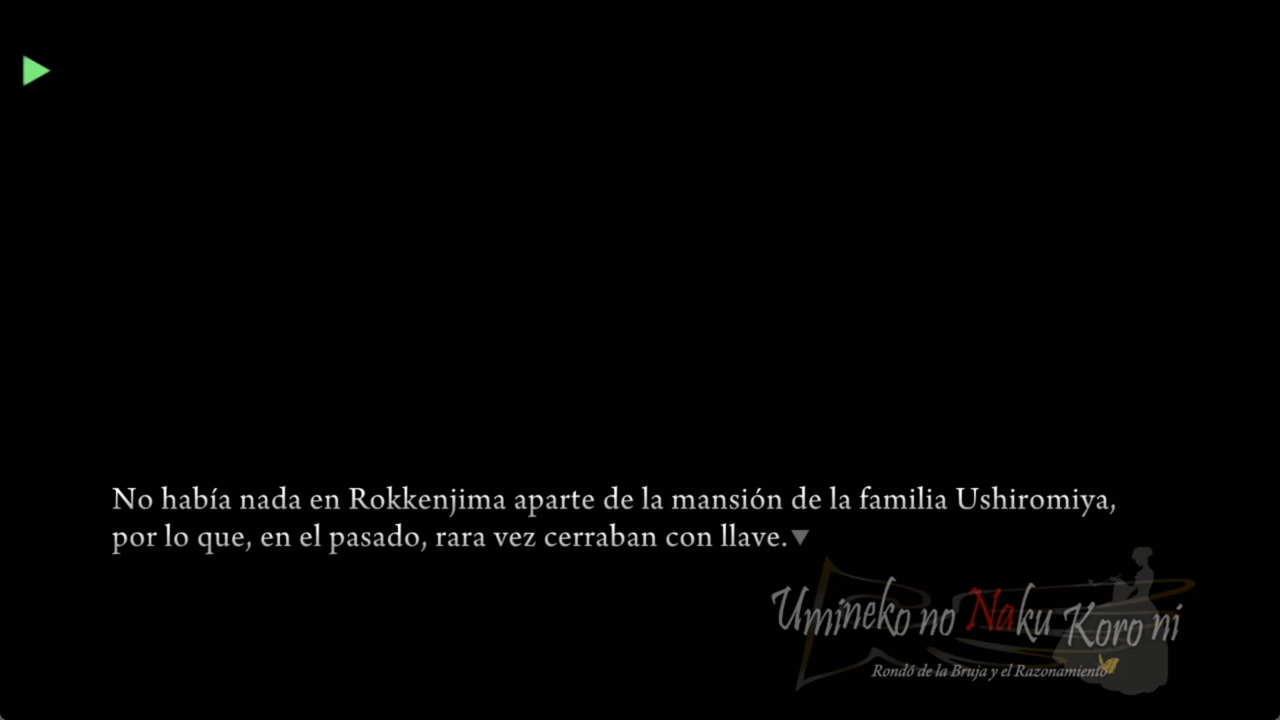 No había nada en Rokkenjima aparte de la mansión de la familia Ushiromiya,
por lo que, en el pasado, rara vez cerraban con llave.
Umineko no Naku Koro ni
Rondó de la Bruja y el Razonamiento